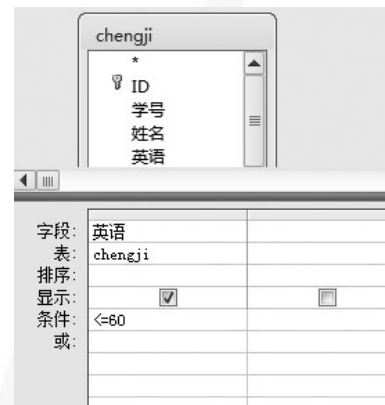 chengji
*
ID
学号
姓名
英语
字段: 英语
表: chengji
排序:
显示:
条件: <=60
或: